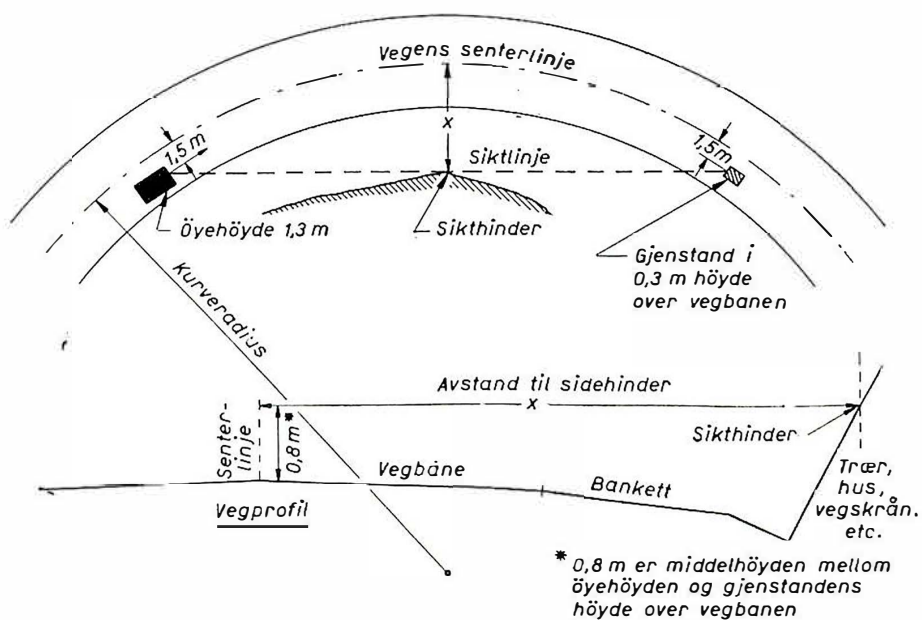 Vegens senterlinje
x
1,5 m
1,5m
Siktlinje
Öyehöyde 1,3 m
Sikthinder
Gjenstand i
0,3 m höyde
over vegbanen
Kurveradius
Avstand til sidehinder
x
Senter-
linje
0,8 m*
Sikthinder
Vegbane
Bankett
Trær,
hus,
vegskrån.
etc.
Vegprofil
* 0,8 m er middelhöyden mellom
öyehöyden og gjenstandens
höyde over vegbanen